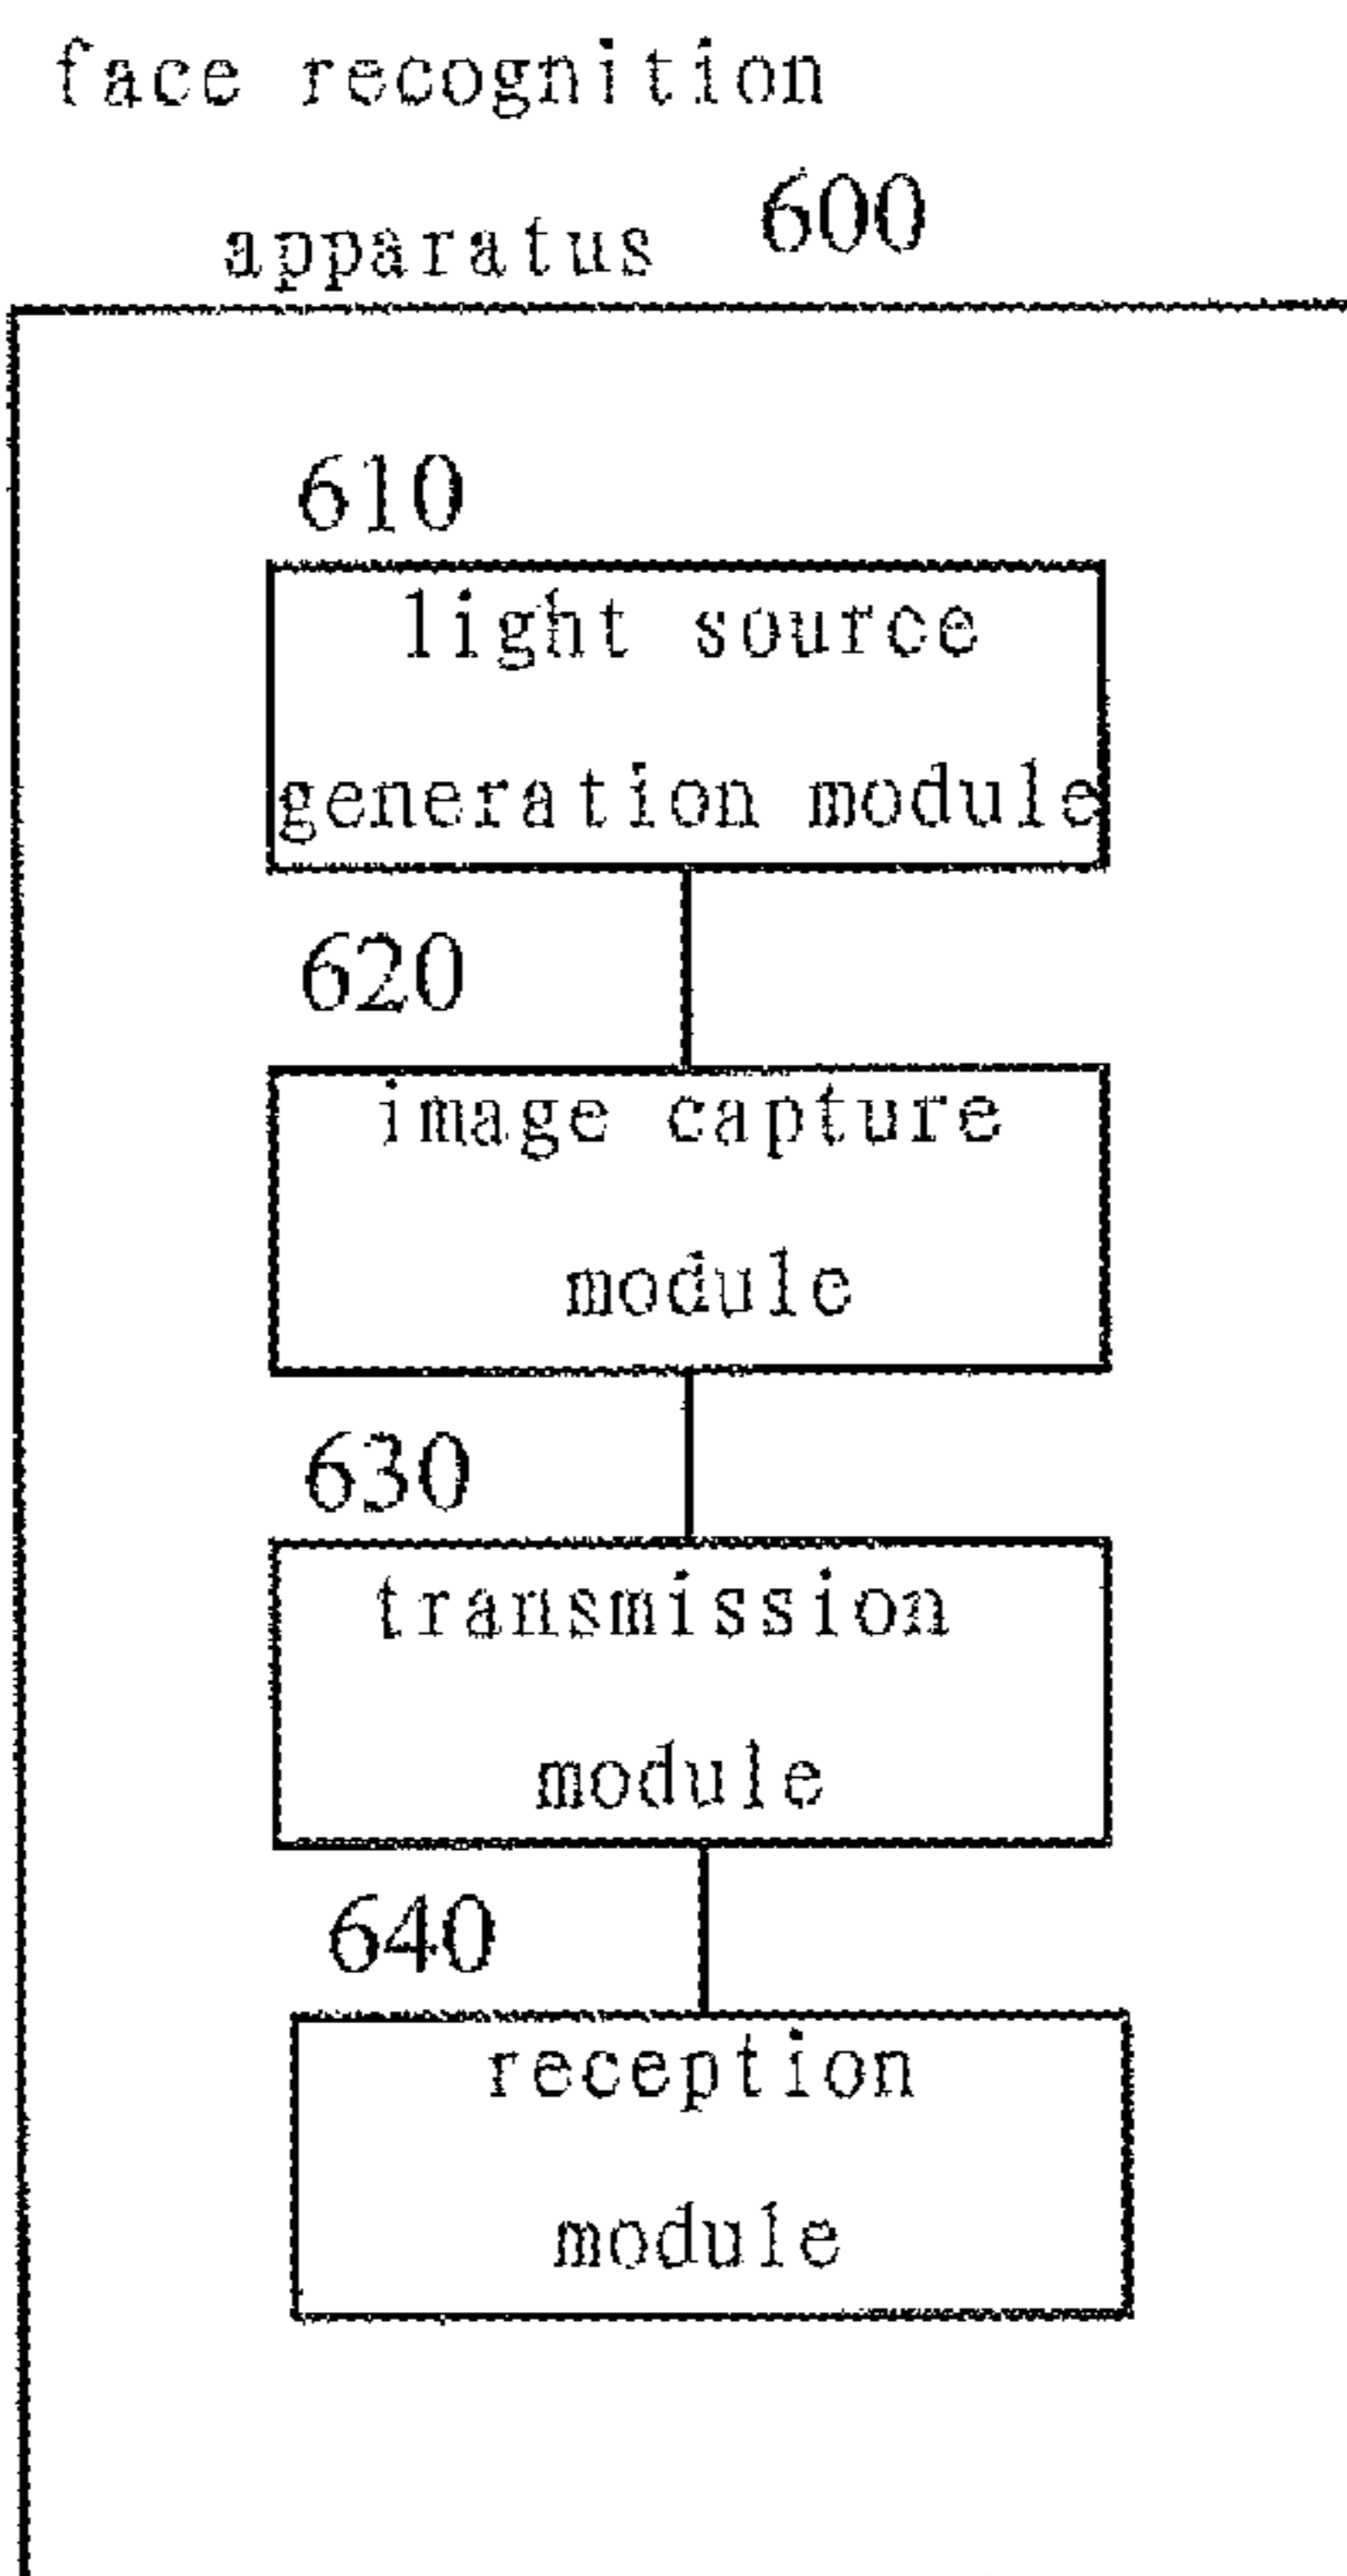 face recognition
apparatus 600
610
light source
generation module
620
image capture
module
630
transmission
module
640
reception
module